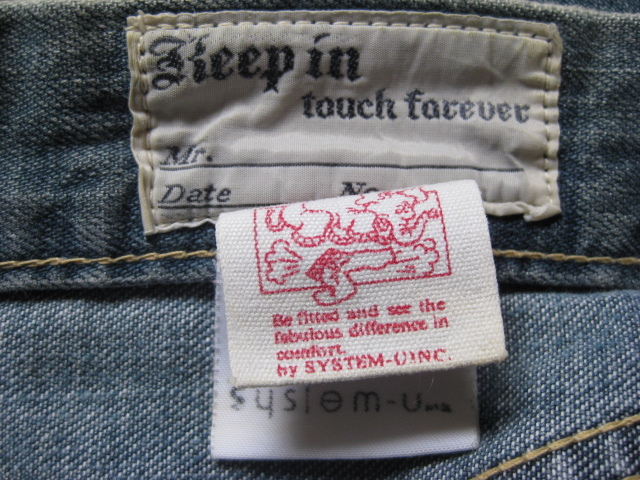 Keep in
touch farever
Mr.
Date No
Be fitted and see the
fabulous difference in
comfort.
by SYSTEM-U INC.
system-u